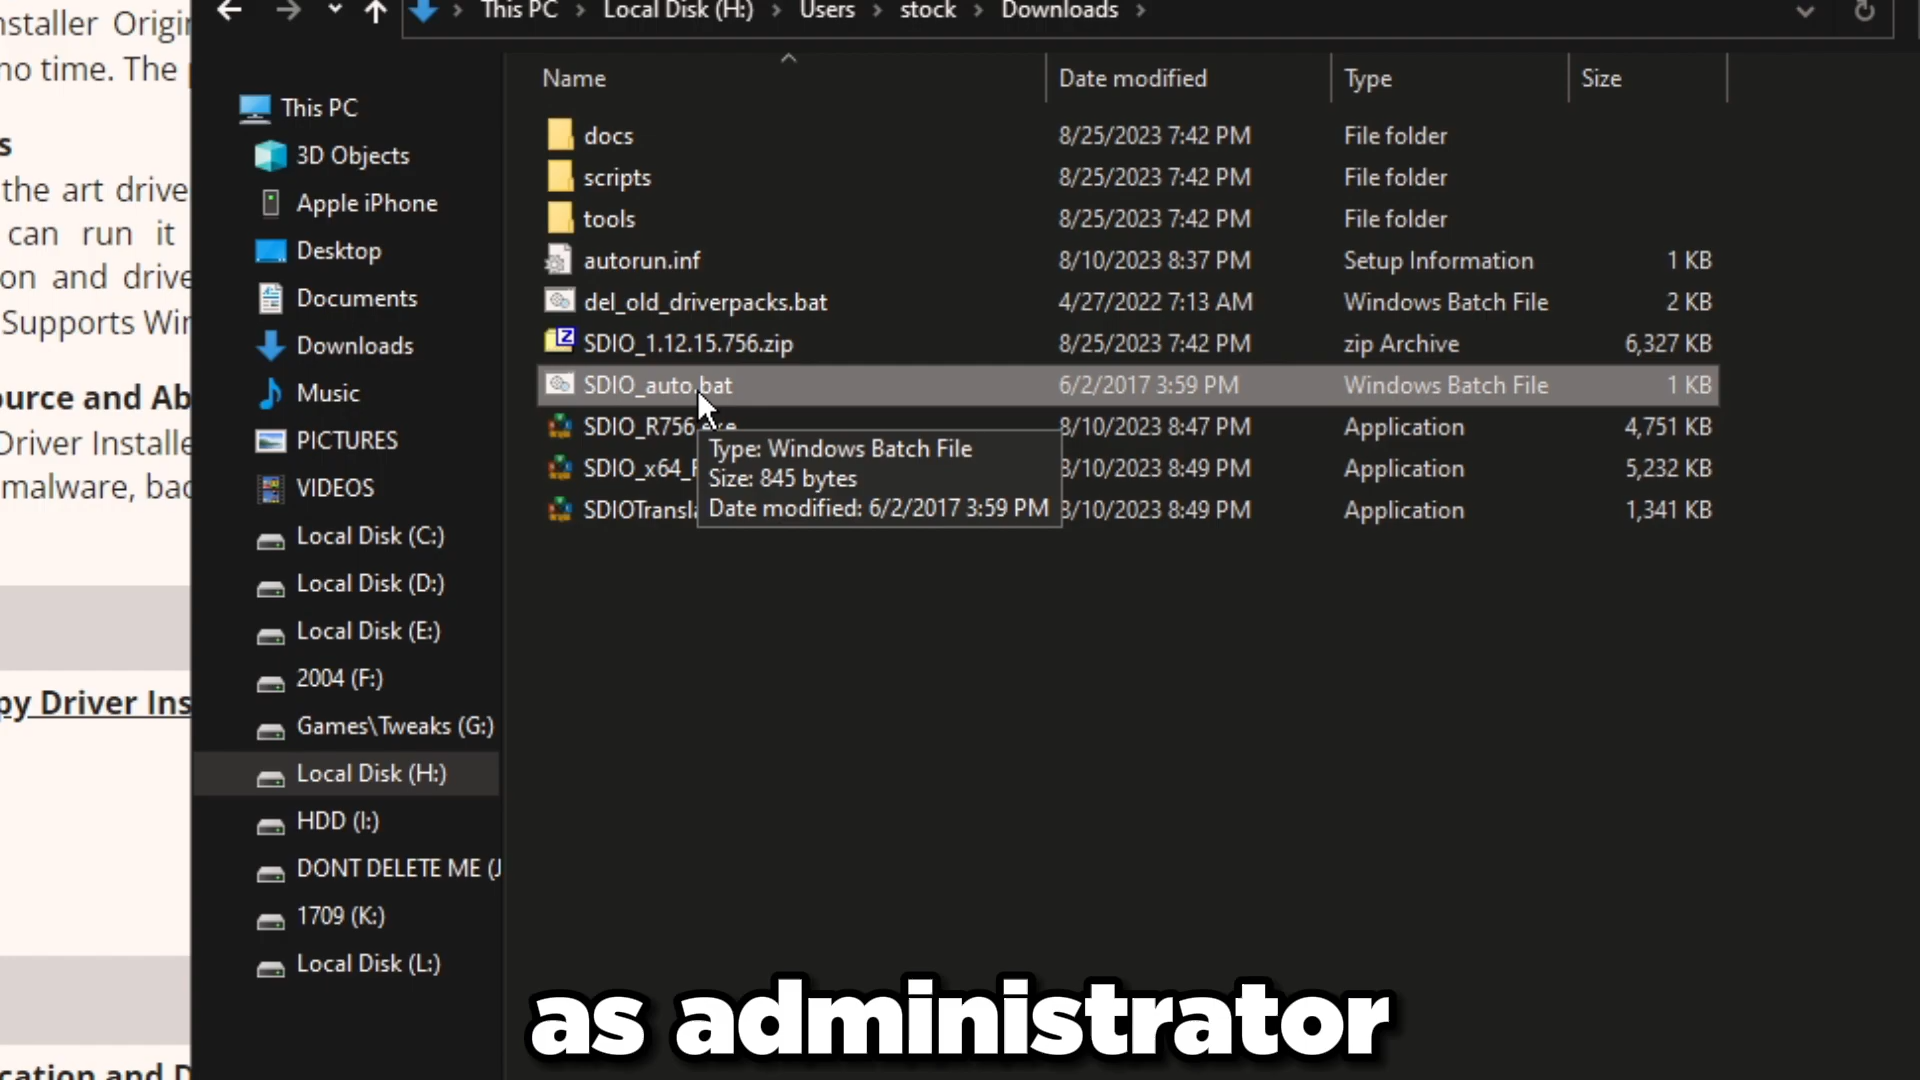 nstaller Origi
no time. The
s
the art drive
can run it
on and drive
Supports Wi
ource and Ab
Driver Installe
malware, bac
py Driver Ins
cation and D
This PC > Local Disk (H:) > Users > stock > Downloads >
This PC
3D Objects
Apple iPhone
Desktop
Documents
Downloads
Music
PICTURES
VIDEOS
Local Disk (C:)
Local Disk (D:)
Local Disk (E:)
2004 (F:)
Games\Tweaks (G:)
Local Disk (H:)
HDD (I:)
DONT DELETE ME (J
1709 (K:)
Local Disk (L:)
Name Date modified Type Size
docs 8/25/2023 7:42 PM File folder
scripts 8/25/2023 7:42 PM File folder
tools 8/25/2023 7:42 PM File folder
autorun.inf 8/10/2023 8:37 PM Setup Information 1 KB
del_old_driverpacks.bat 4/27/2022 7:13 AM Windows Batch File 2 KB
SDIO_1.12.15.756.zip 8/25/2023 7:42 PM zip Archive 6,327 KB
SDIO_auto.bat 6/2/2017 3:59 PM Windows Batch File 1 KB
SDIO_R756.exe 8/10/2023 8:47 PM Application 4,751 KB
SDIO_x64_ 8/10/2023 8:49 PM Application 5,232 KB
SDIOTransla 8/10/2023 8:49 PM Application 1,341 KB
Type: Windows Batch File
Size: 845 bytes
Date modified: 6/2/2017 3:59 PM
as administrator